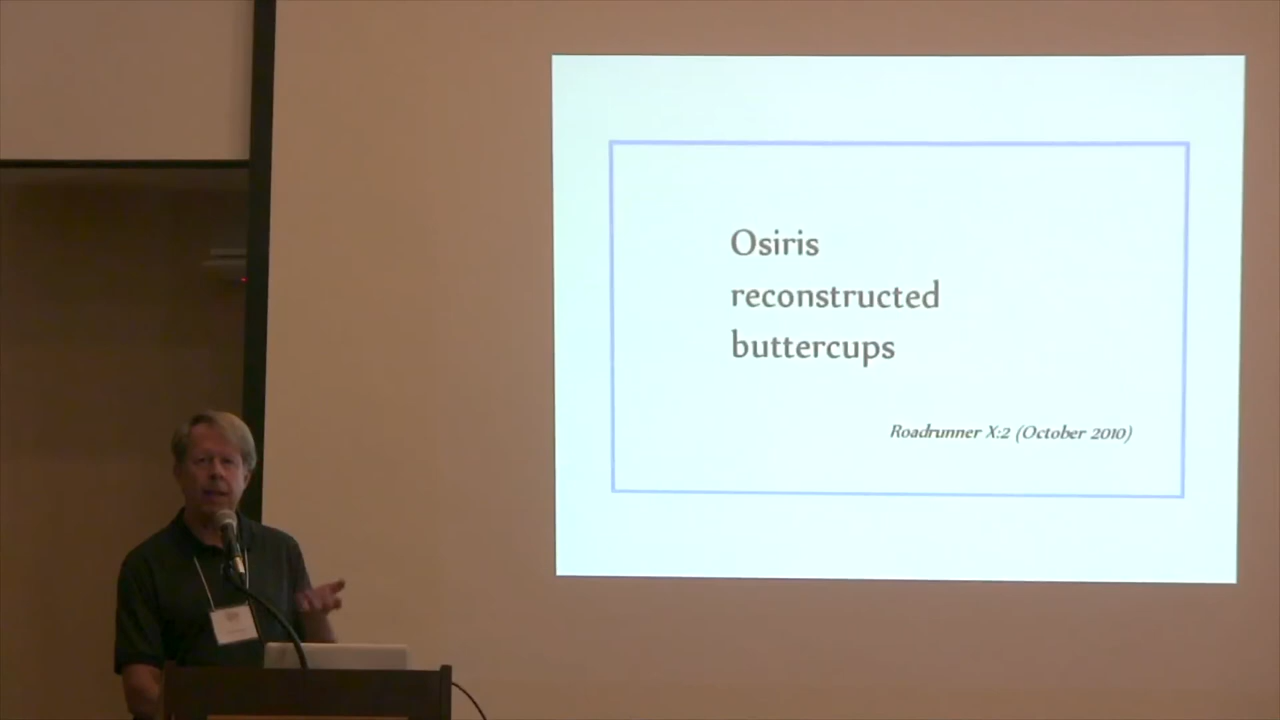 Osiris
reconstructed
buttercups
Roadrunner X:2 (October 2010)